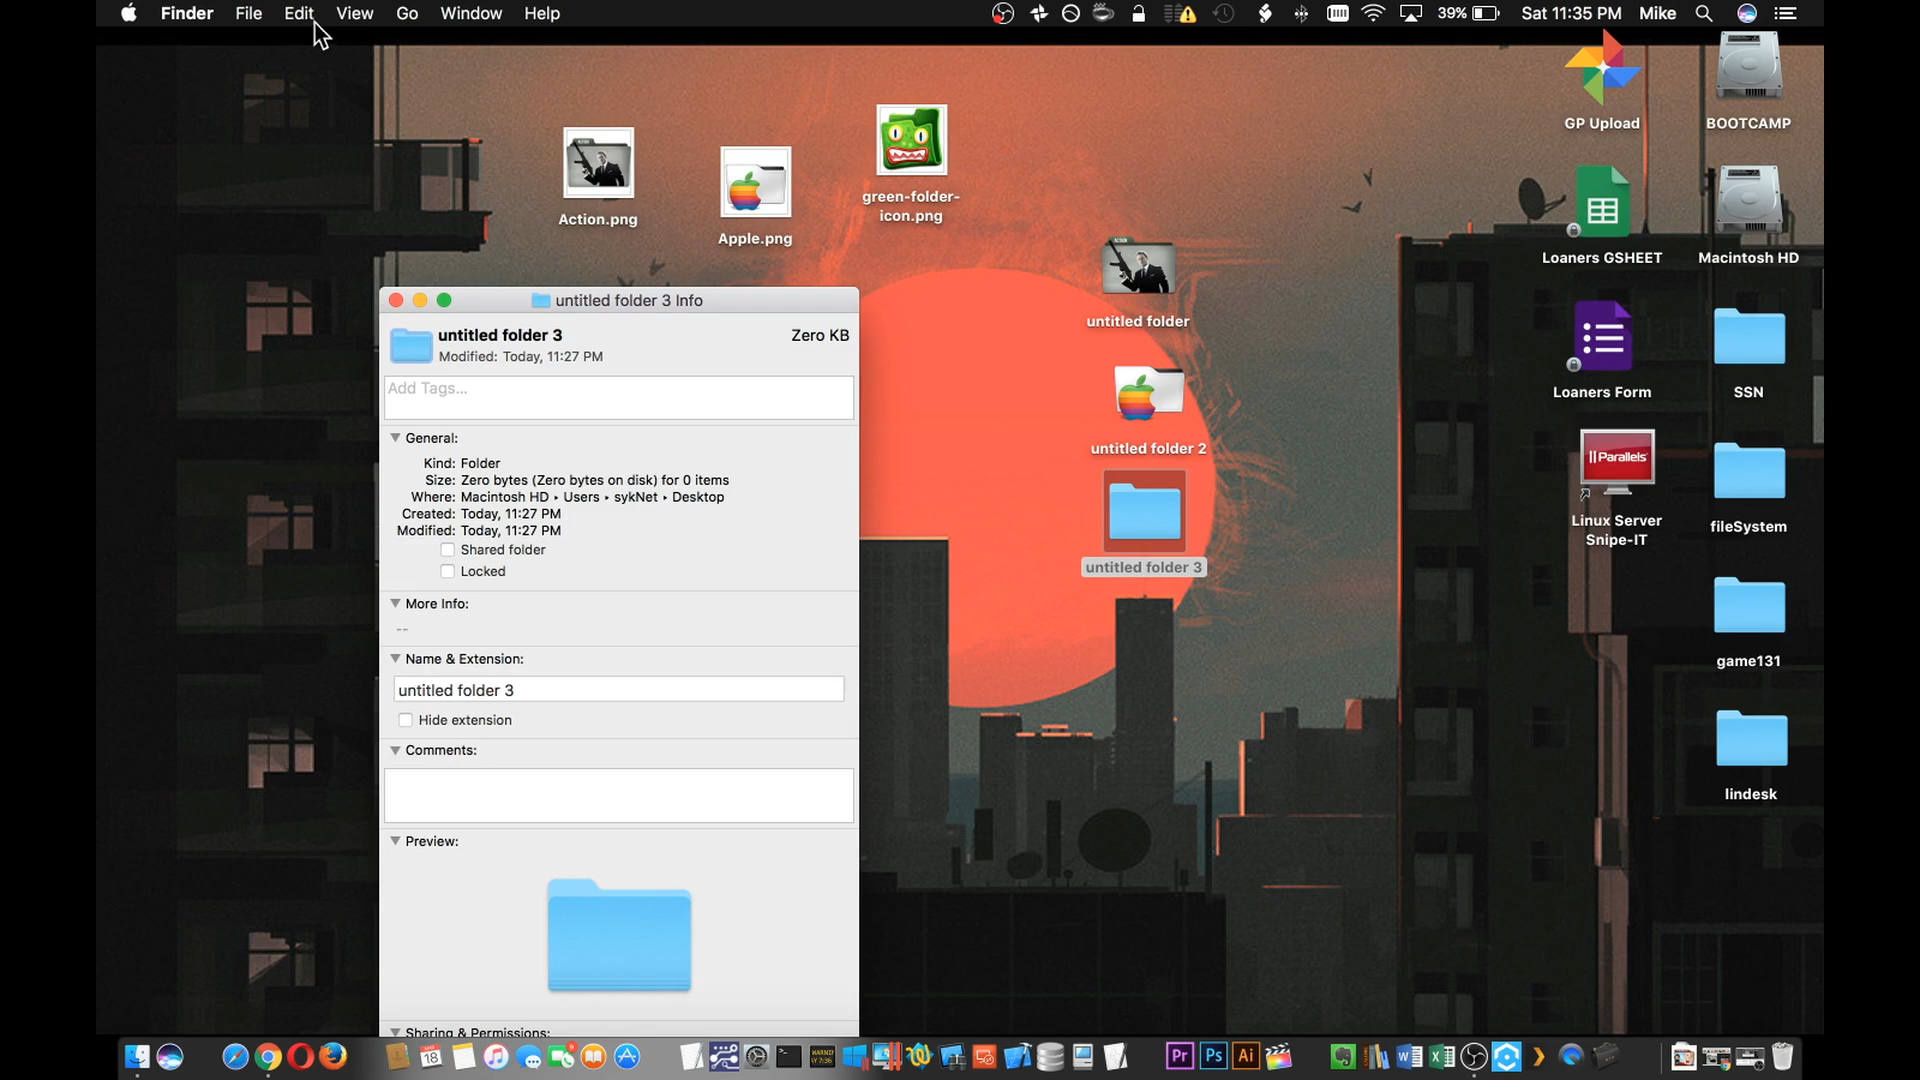 Finder File Edit View Go Window Help
39% Sat 11:35 PM Mike
GP Upload
BOOTCAMP
Action.png
Apple.png
green-folder-
icon.png
Loaners GSHEET
Macintosh HD
untitled folder
untitled folder 2
untitled folder 3
Loaners Form
SSN
Parallels
Linux Server
Snipe-IT
fileSystem
game131
lindesk
untitled folder 3 Info
untitled folder 3
Zero KB
Modified: Today, 11:27 PM
Add Tags...
General:
Kind: Folder
Size: Zero bytes (Zero bytes on disk) for 0 items
Where: Macintosh HD ▸ Users ▸ sykNet ▸ Desktop
Created: Today, 11:27 PM
Modified: Today, 11:27 PM
Shared folder
Locked
More Info:
--
Name & Extension:
untitled folder 3
Hide extension
Comments:
Preview:
Sharing & Permissions:
18
Pr Ps Ai